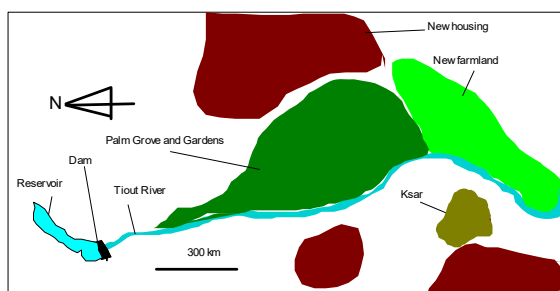 New housing
New farmland
N
Palm Grove and Gardens
Dam
Reservoir
Tiout River
Ksar
300 km